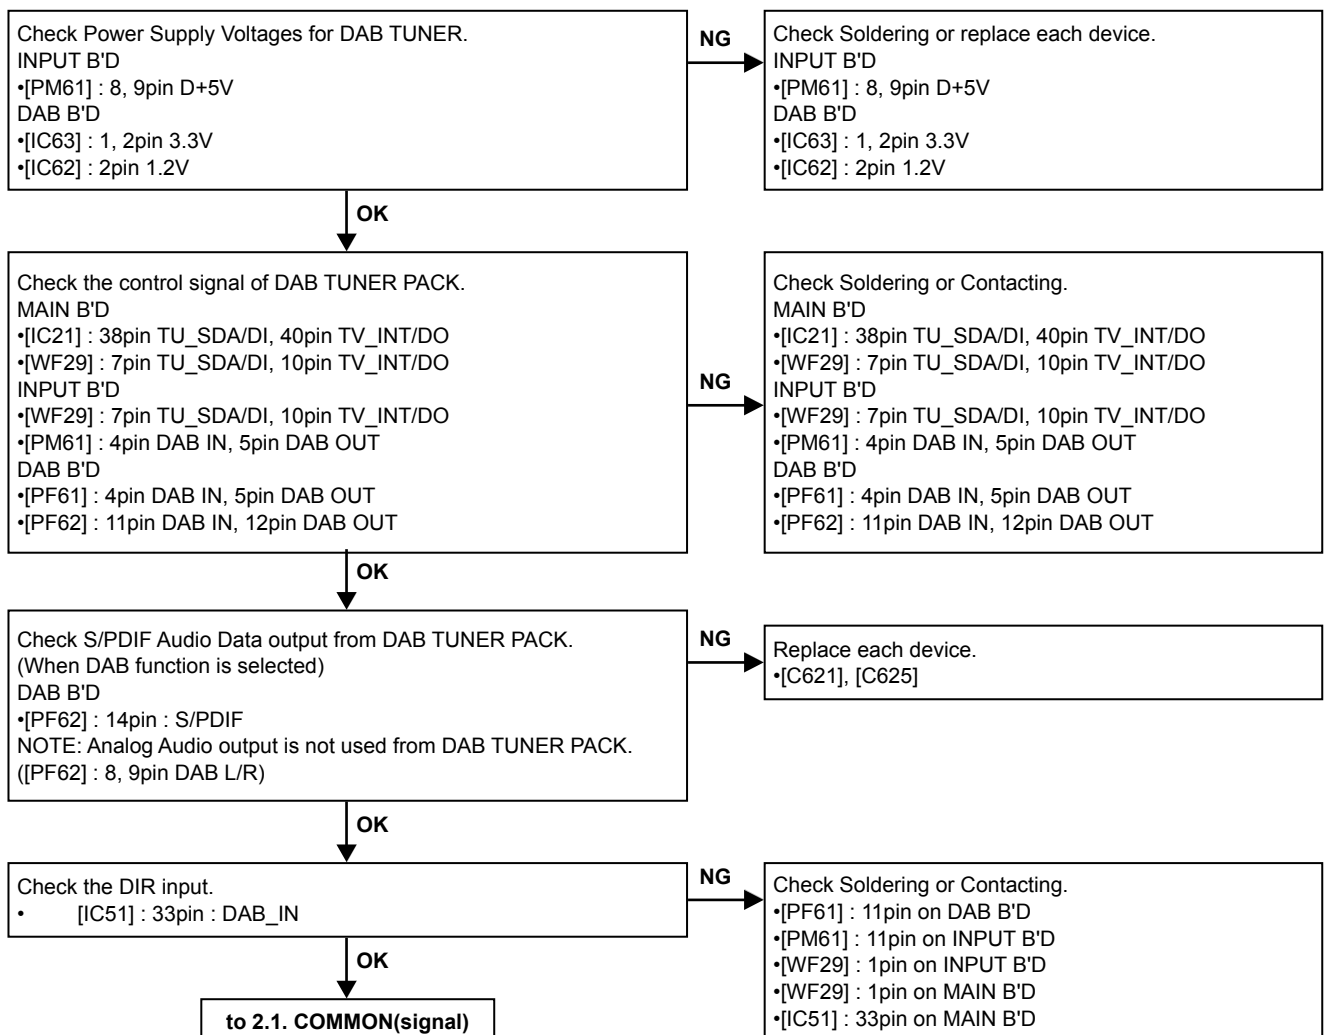 Check Power Supply Voltages for DAB TUNER.
INPUT B'D
•[PM61] : 8, 9pin D+5V
DAB B'D
•[IC63] : 1, 2pin 3.3V
•[IC62] : 2pin 1.2V
NG
Check Soldering or replace each device.
INPUT B'D
•[PM61] : 8, 9pin D+5V
DAB B'D
•[IC63] : 1, 2pin 3.3V
•[IC62] : 2pin 1.2V
OK
Check the control signal of DAB TUNER PACK.
MAIN B'D
•[IC21] : 38pin TU_SDA/DI, 40pin TV_INT/DO
•[WF29] : 7pin TU_SDA/DI, 10pin TV_INT/DO
INPUT B'D
•[WF29] : 7pin TU_SDA/DI, 10pin TV_INT/DO
•[PM61] : 4pin DAB IN, 5pin DAB OUT
DAB B'D
•[PF61] : 4pin DAB IN, 5pin DAB OUT
•[PF62] : 11pin DAB IN, 12pin DAB OUT
NG
Check Soldering or Contacting.
MAIN B'D
•[IC21] : 38pin TU_SDA/DI, 40pin TV_INT/DO
•[WF29] : 7pin TU_SDA/DI, 10pin TV_INT/DO
INPUT B'D
•[WF29] : 7pin TU_SDA/DI, 10pin TV_INT/DO
•[PM61] : 4pin DAB IN, 5pin DAB OUT
DAB B'D
•[PF61] : 4pin DAB IN, 5pin DAB OUT
•[PF62] : 11pin DAB IN, 12pin DAB OUT
OK
Check S/PDIF Audio Data output from DAB TUNER PACK.
(When DAB function is selected)
DAB B'D
•[PF62] : 14pin : S/PDIF
NOTE: Analog Audio output is not used from DAB TUNER PACK.
([PF62] : 8, 9pin DAB L/R)
NG
Replace each device.
•[C621], [C625]
OK
Check the DIR input.
• [IC51] : 33pin : DAB_IN
NG
Check Soldering or Contacting.
•[PF61] : 11pin on DAB B'D
•[PM61] : 11pin on INPUT B'D
•[WF29] : 1pin on INPUT B'D
•[WF29] : 1pin on MAIN B'D
•[IC51] : 33pin on MAIN B'D
OK
to 2.1. COMMON(signal)